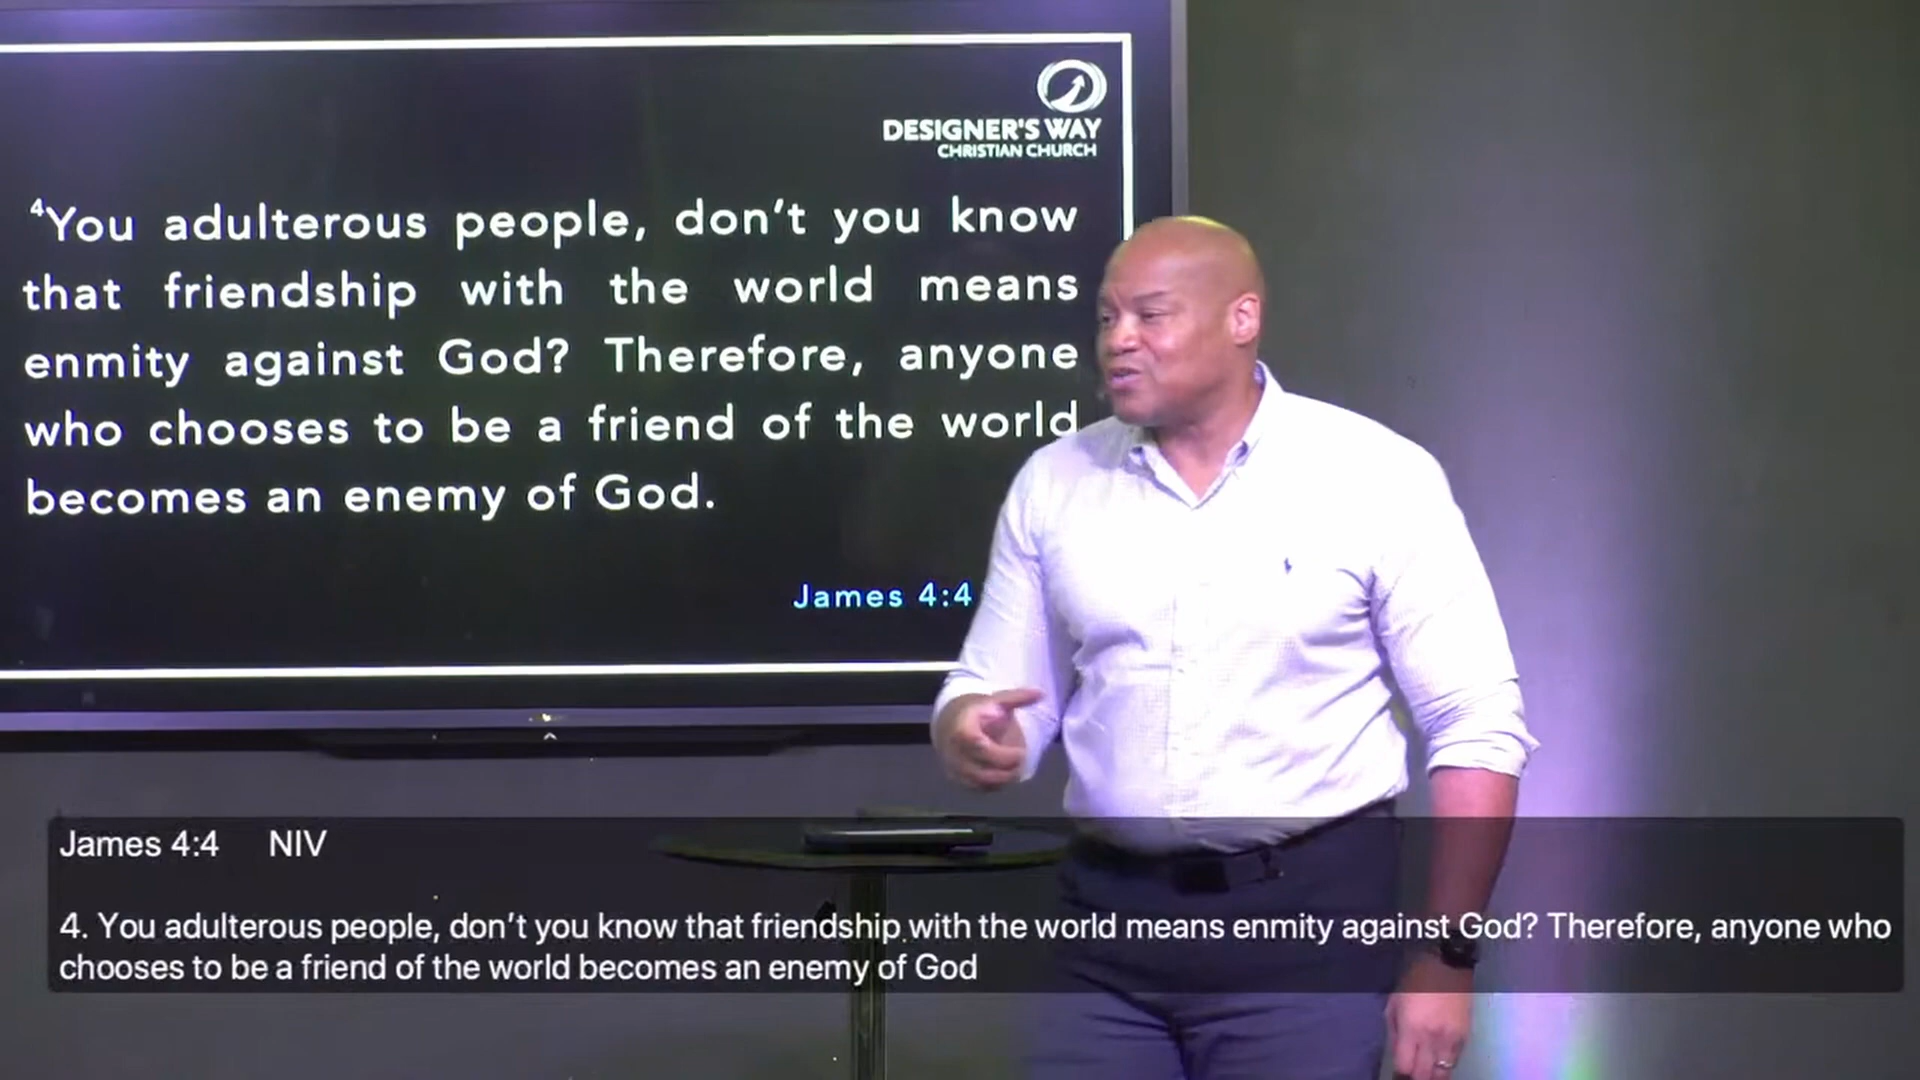 DESIGNER'S WAY
CHRISTIAN CHURCH
⁴You adulterous people, don’t you know
that friendship with the world means
enmity against God? Therefore, anyone
who chooses to be a friend of the world
becomes an enemy of God.
James 4:4
James 4:4 NIV
4. You adulterous people, don’t you know that friendship with the world means enmity against God? Therefore, anyone who
chooses to be a friend of the world becomes an enemy of God